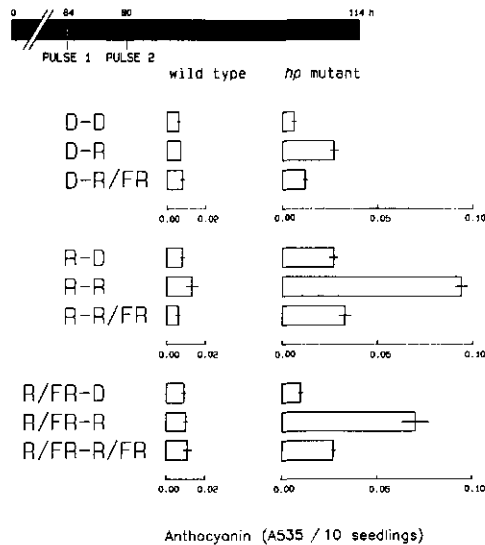 0 64 90 114 h
PULSE 1 PULSE 2
wild type hp mutant
D-D
D-R
D-R/FR
0.00 0.02 0.00 0.05 0.10
R-D
R-R
R-R/FR
0.00 0.02 0.00 0.05 0.10
R/FR-D
R/FR-R
R/FR-R/FR
0.00 0.02 0.00 0.05 0.10
Anthocyanin (A535 / 10 seedlings)